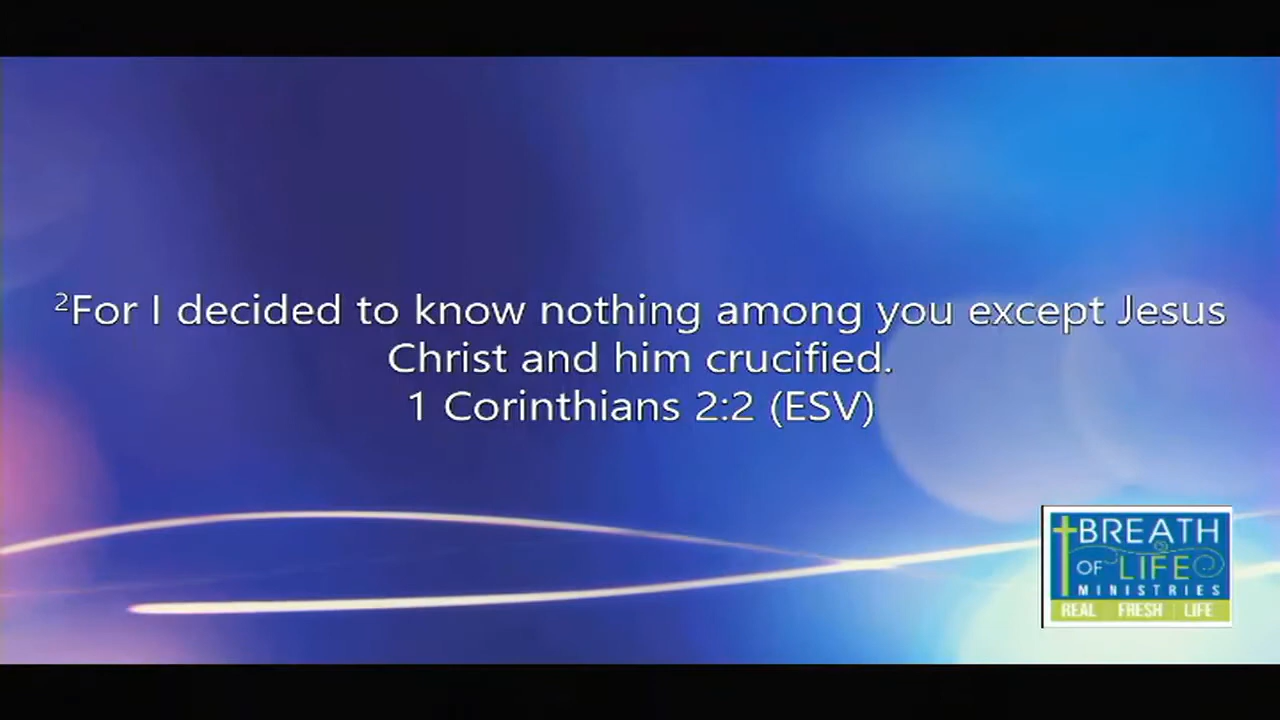 ²For I decided to know nothing among you except Jesus
Christ and him crucified.
1 Corinthians 2:2 (ESV)
BREATH
OF LIFE
MINISTRIES
REAL FRESH LIFE